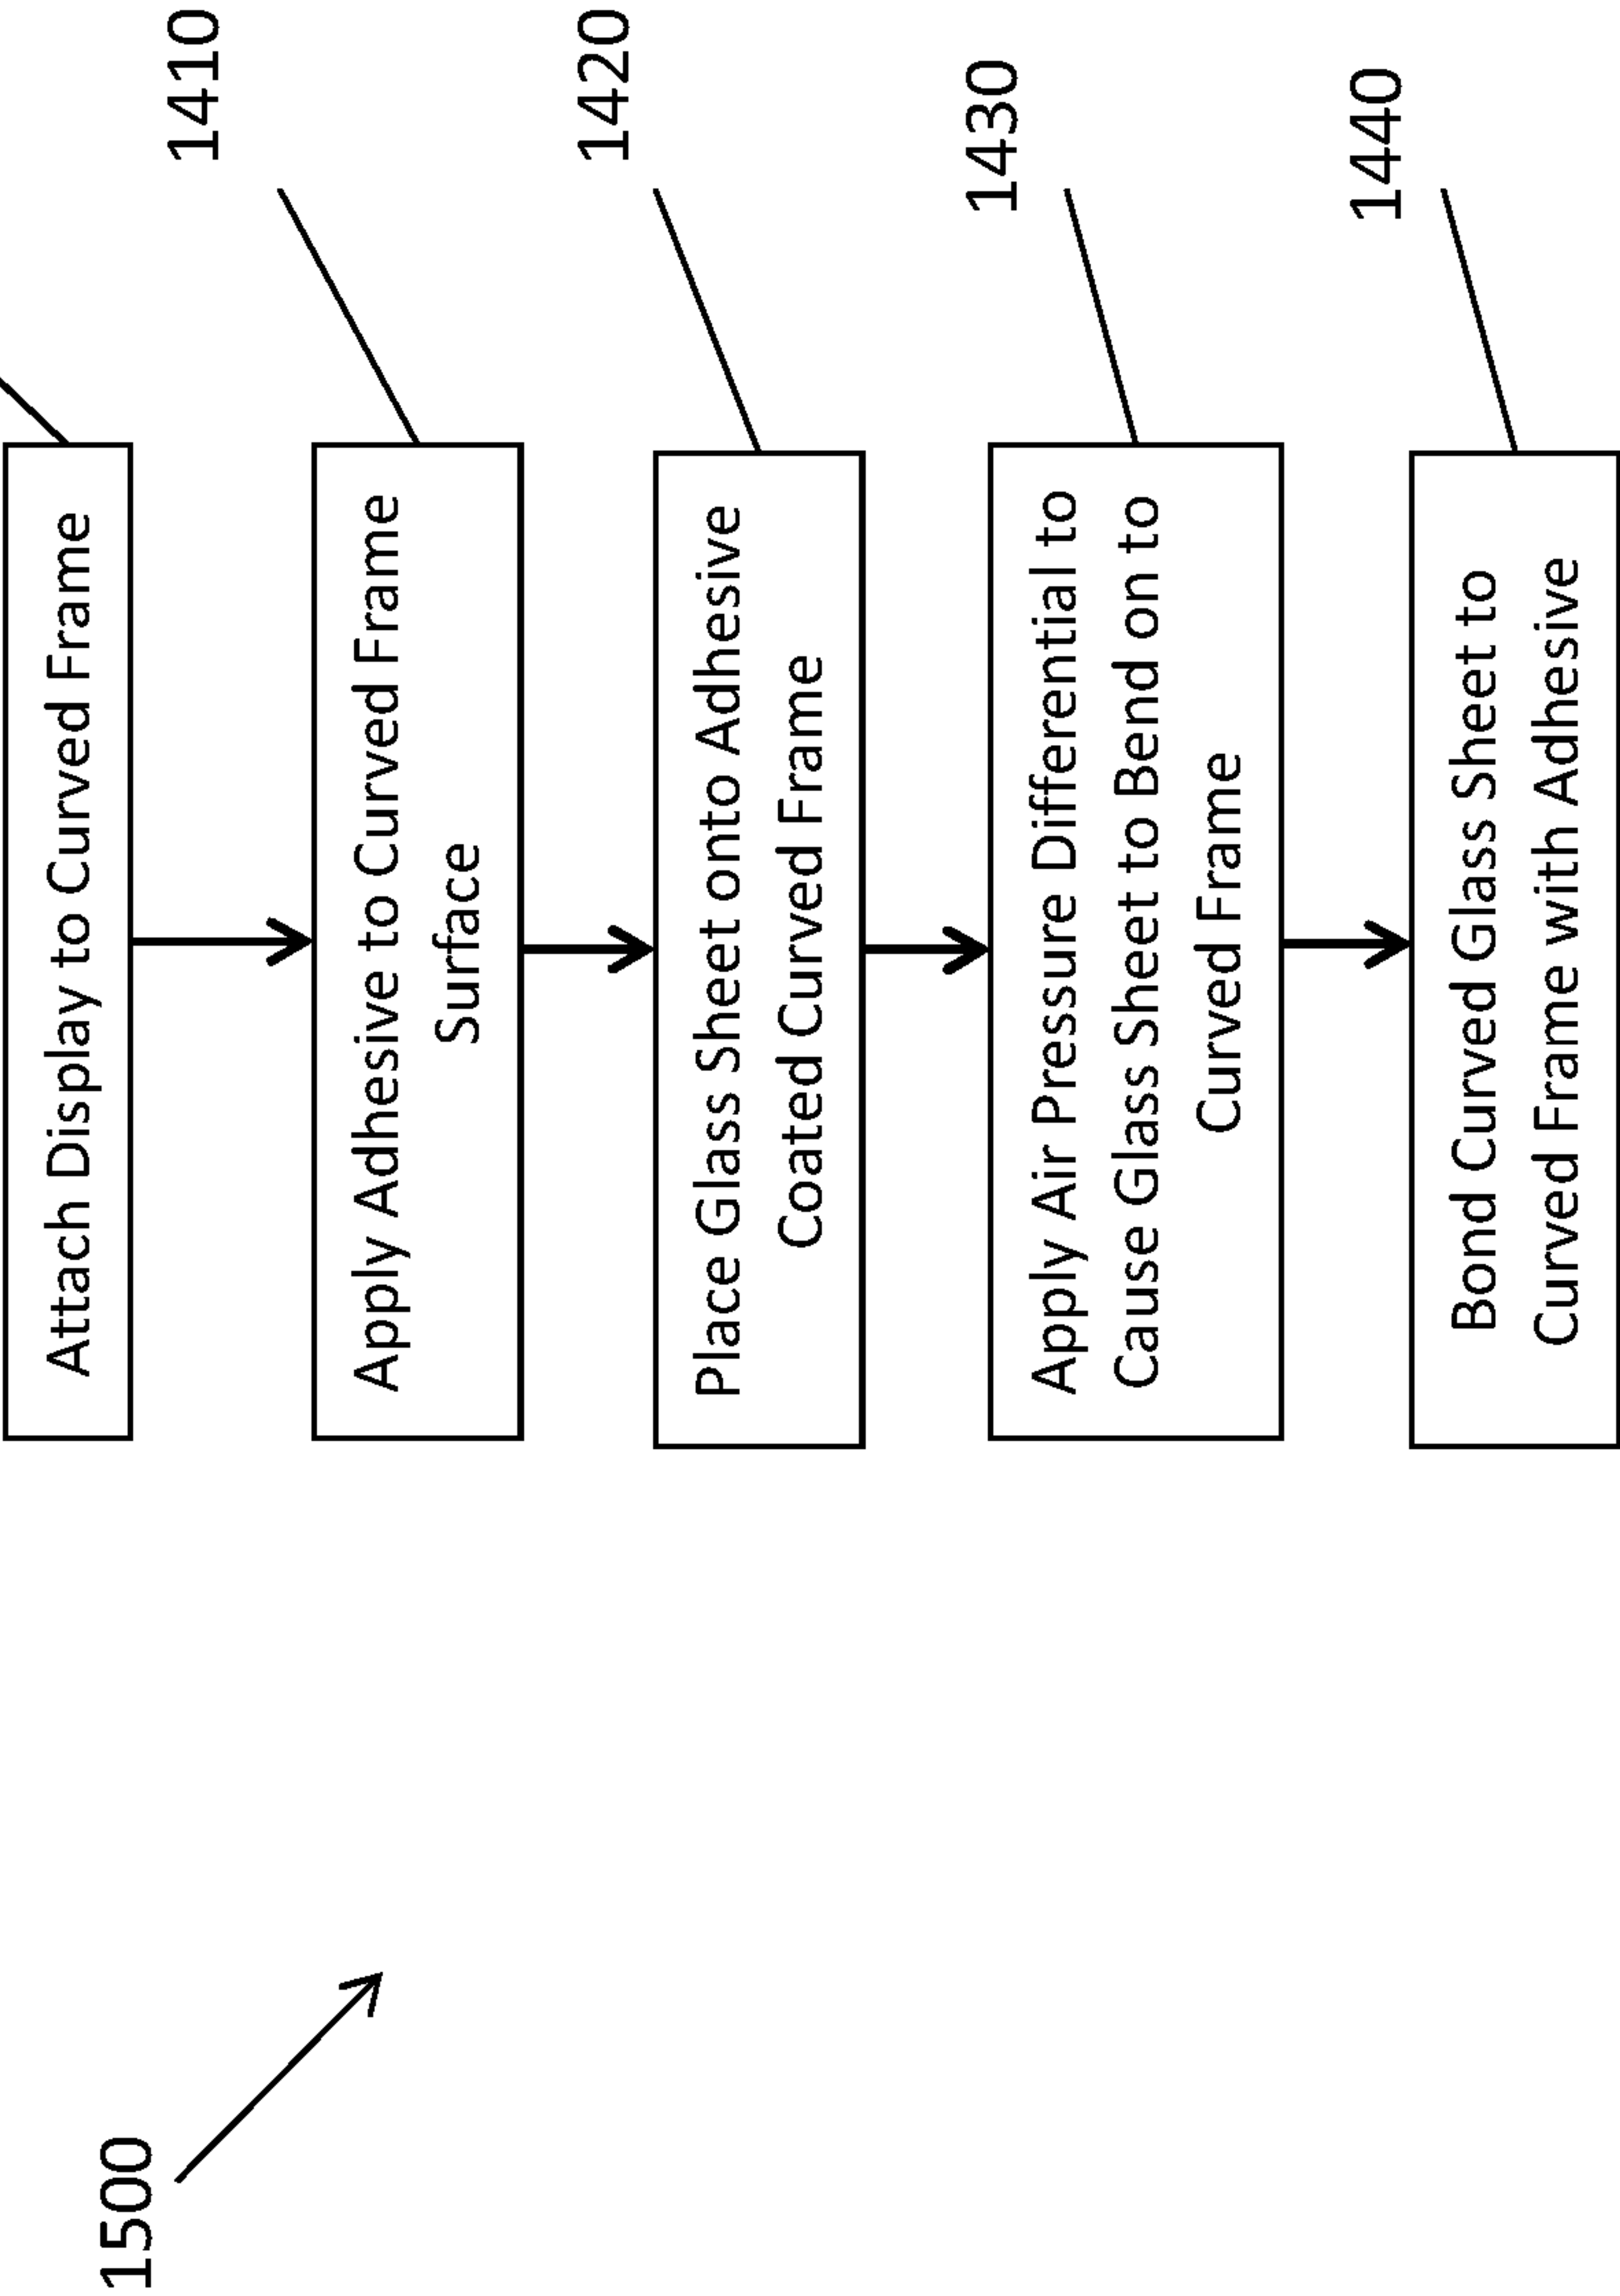 1500
Attach Display to Curved Frame
1410
Apply Adhesive to Curved Frame
Surface
1420
Place Glass Sheet onto Adhesive
Coated Curved Frame
1430
Apply Air Pressure Differential to
Cause Glass Sheet to Bend on to
Curved Frame
1440
Bond Curved Glass Sheet to
Curved Frame with Adhesive